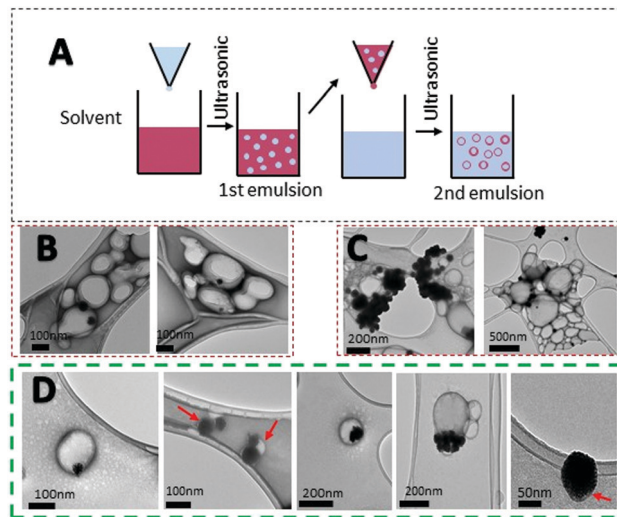 A
Solvent
Ultrasonic
1st emulsion
Ultrasonic
2nd emulsion
B
100nm
100nm
C
200nm
500nm
D
100nm
100nm
200nm
200nm
50nm